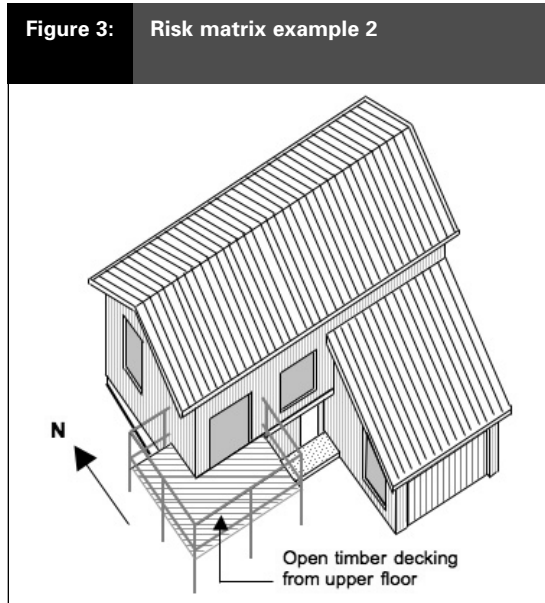 Figure 3: Risk matrix example 2
N
Open timber decking
from upper floor